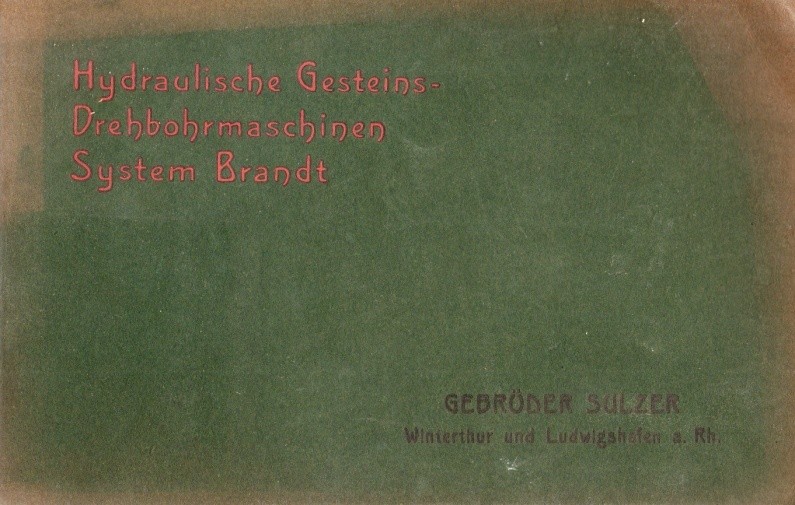 Hydraulische Gesteins-
Drehbohrmaschinen
System Brandt
GEBRÜDER SULZER
Winterthur und Ludwigshafen a. Rh.